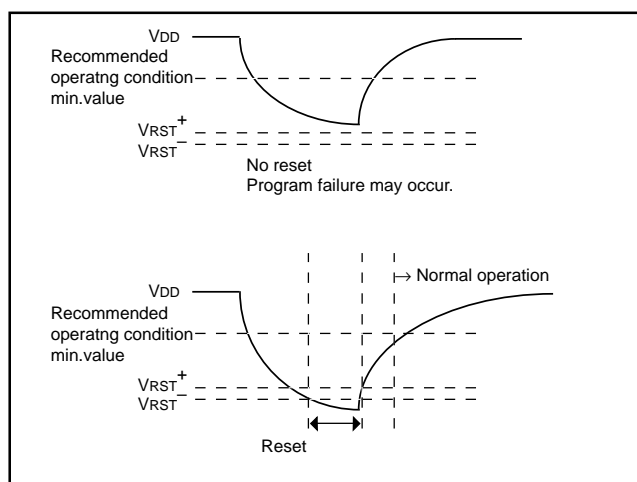 VDD
Recommended
operatng condition
min.value
VRST+
VRST−
No reset
Program failure may occur.
→ Normal operation
VDD
Recommended
operatng condition
min.value
VRST+
VRST−
Reset